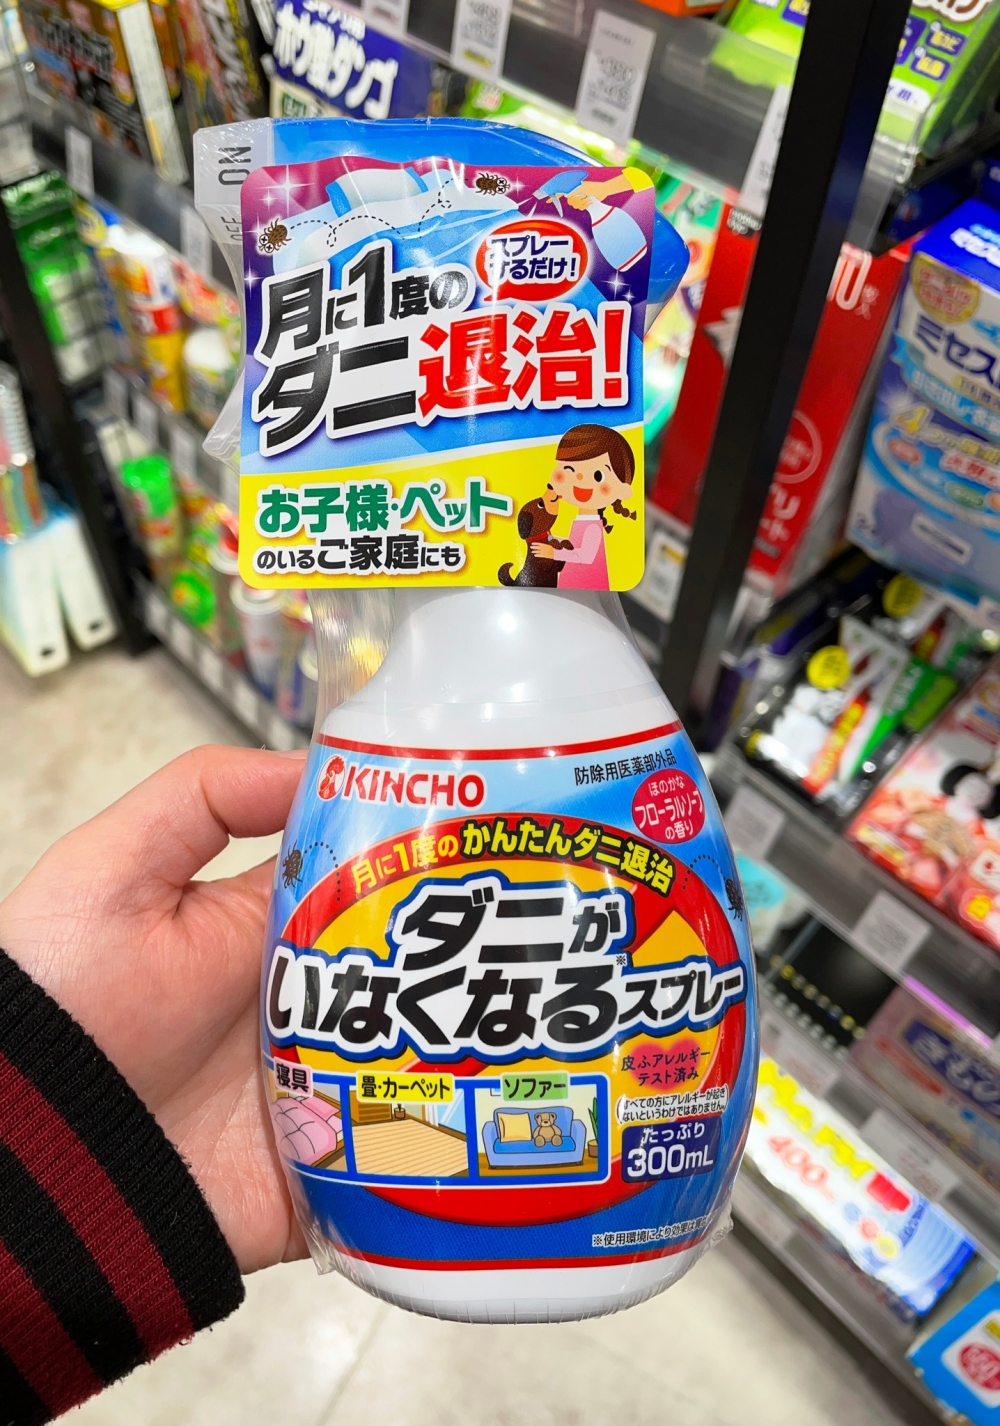 ホウ酸ダンゴ
ON
OFF
スプレー
するだけ!
月に1度の
ダニ退治!
お子様・ペット
のいるご家庭にも
KINCHO
防除用医薬部外品
ほのかな
フローラルソープ
の香り
月に1度のかんたんダニ退治
ダニが
いなくなる※スプレー
皮ふアレルギー
テスト済み
すべての方にアレルギーが起き
ないというわけではありません。
寝具
畳・カーペット
ソファー
たっぷり
300mL
※使用環境により効果は
ミセス
400